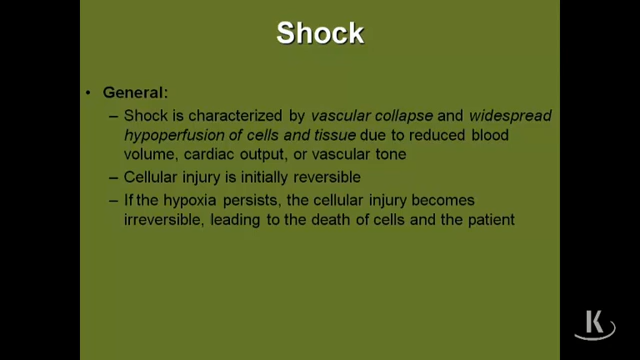 Shock
• General:
– Shock is characterized by vascular collapse and widespread
hypoperfusion of cells and tissue due to reduced blood
volume, cardiac output, or vascular tone
– Cellular injury is initially reversible
– If the hypoxia persists, the cellular injury becomes
irreversible, leading to the death of cells and the patient
K